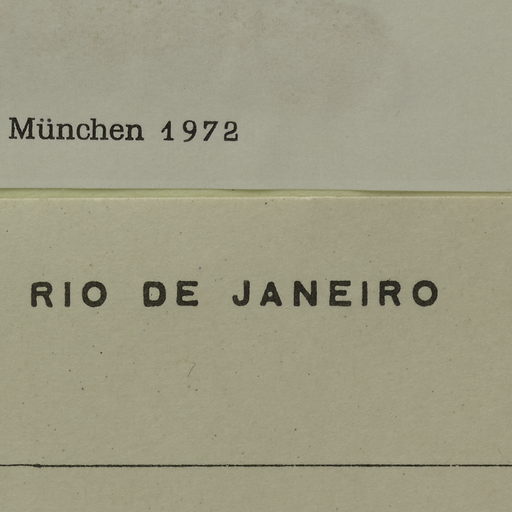 München 1972
RIO DE JANEIRO